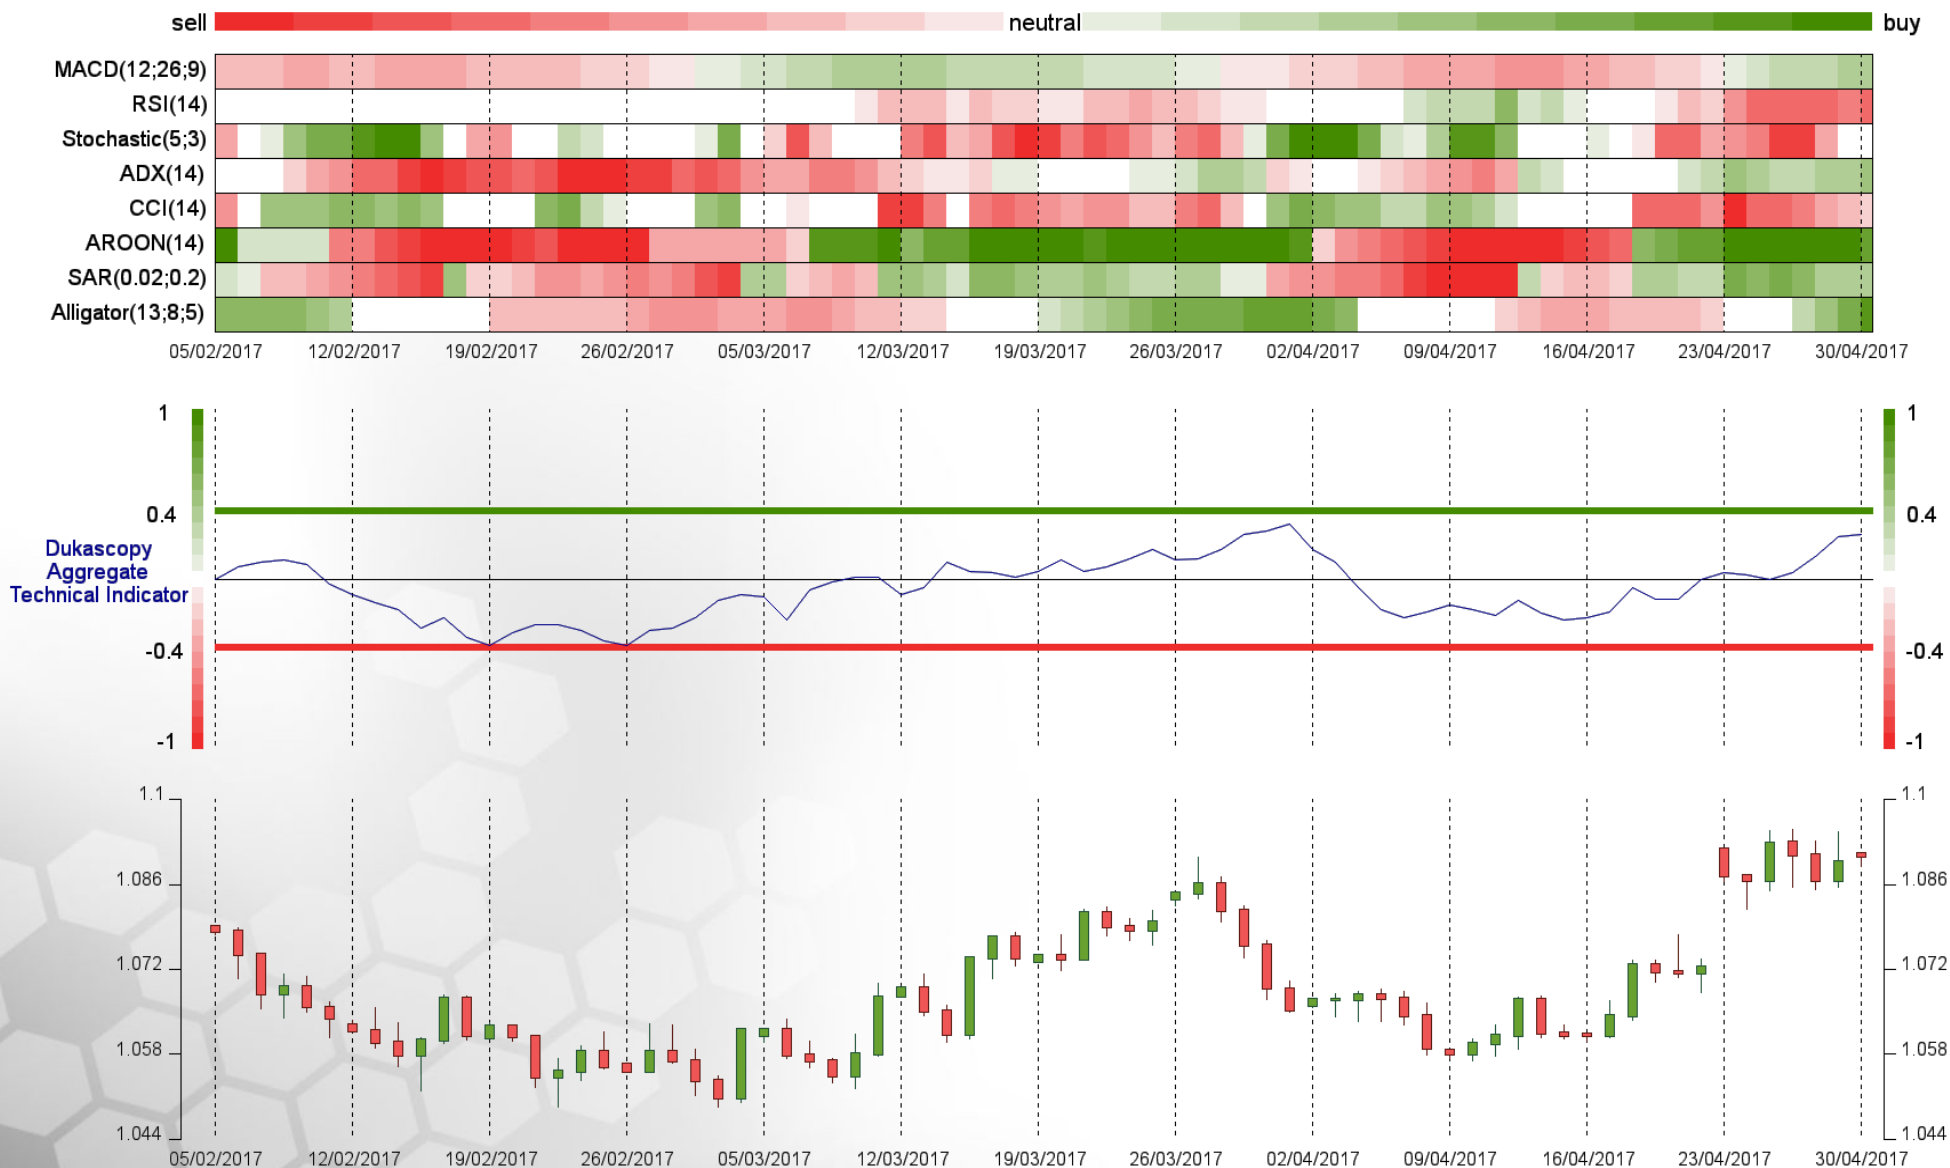 sell neutral buy
MACD(12;26;9)
RSI(14)
Stochastic(5;3)
ADX(14)
CCI(14)
AROON(14)
SAR(0.02;0.2)
Alligator(13;8;5)
05/02/2017 12/02/2017 19/02/2017 26/02/2017 05/03/2017 12/03/2017 19/03/2017 26/03/2017 02/04/2017 09/04/2017 16/04/2017 23/04/2017 30/04/2017
1 1
0.4 0.4
Dukascopy
Aggregate
Technical Indicator
-0.4 -0.4
-1 -1
1.1 1.1
1.086 1.086
1.072 1.072
1.058 1.058
1.044 1.044
05/02/2017 12/02/2017 19/02/2017 26/02/2017 05/03/2017 12/03/2017 19/03/2017 26/03/2017 02/04/2017 09/04/2017 16/04/2017 23/04/2017 30/04/2017